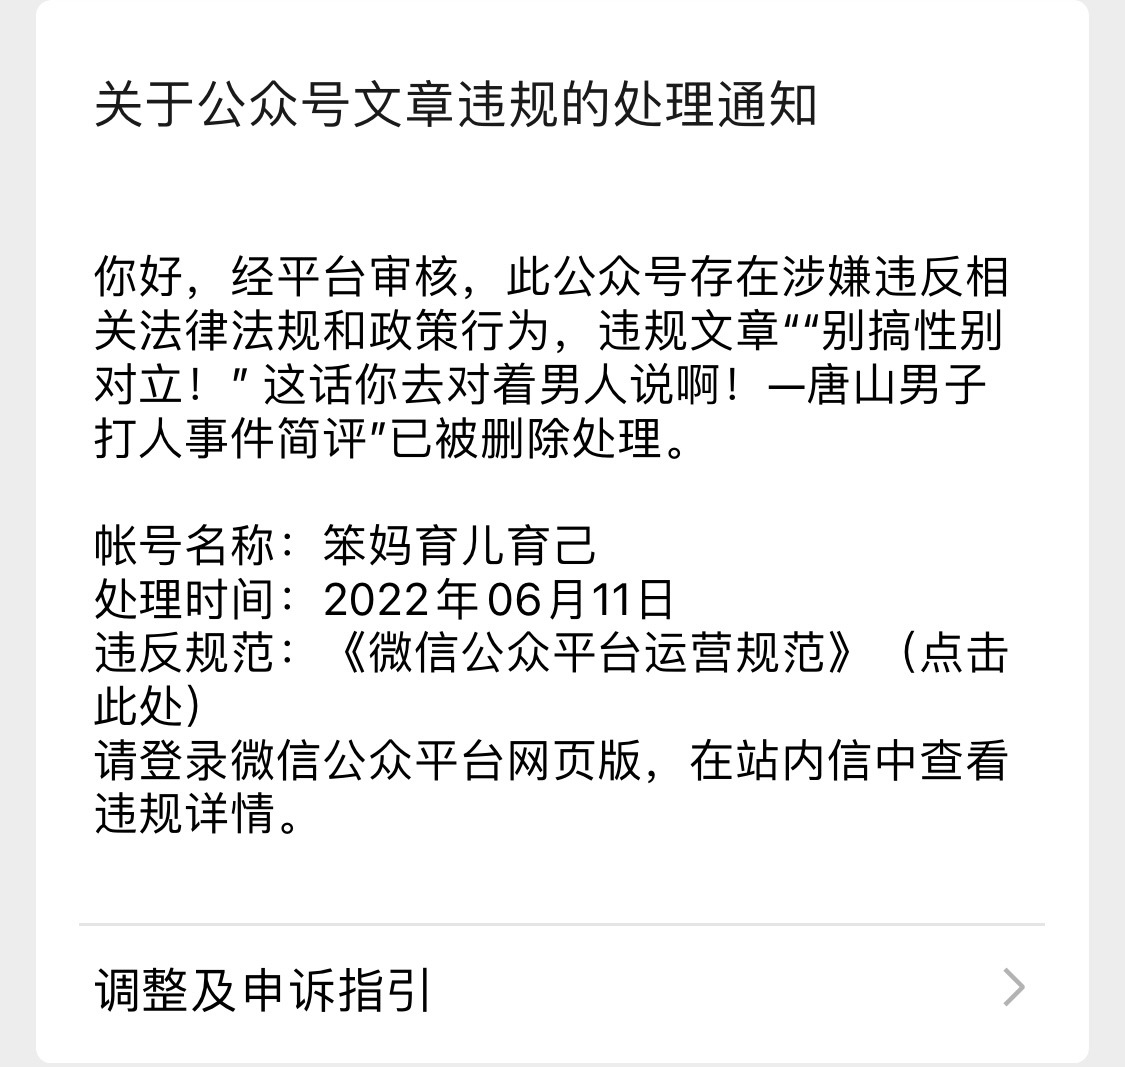 关于公众号文章违规的处理通知
你好，经平台审核，此公众号存在涉嫌违反相
关法律法规和政策行为，违规文章““别搞性别
对立！” 这话你去对着男人说啊！—唐山男子
打人事件简评”已被删除处理。
帐号名称：笨妈育儿育己
处理时间：2022年06月11日
违反规范：《微信公众平台运营规范》（点击
此处）
请登录微信公众平台网页版，在站内信中查看
违规详情。
调整及申诉指引